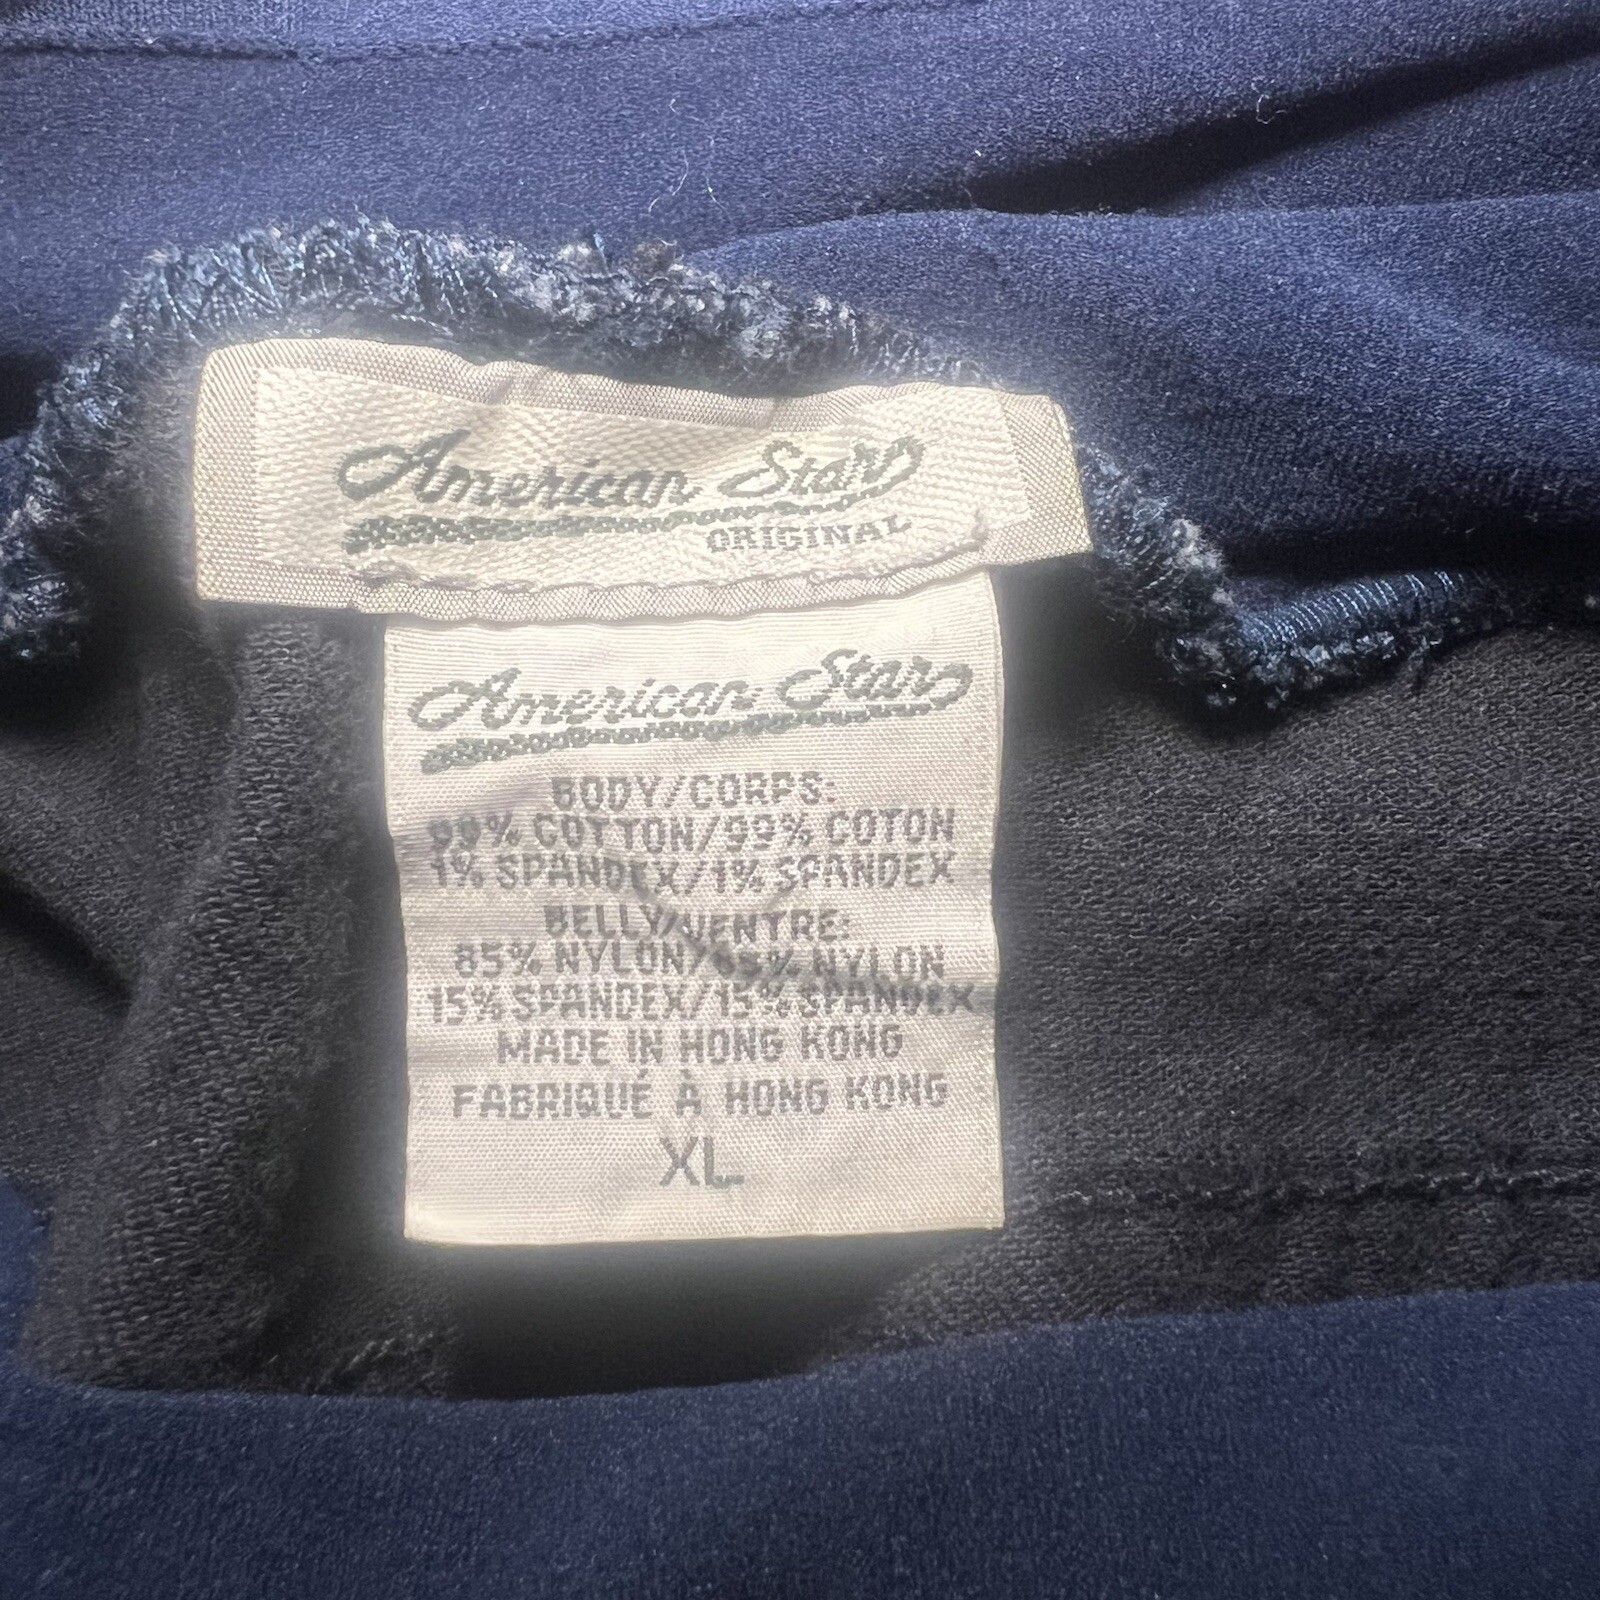 American Star
ORIGINAL
American Star
BODY/CORPS:
99% COTTON/99% COTON
1% SPANDEX/1% SPANDEX
BELLY/VENTRE:
85% NYLON/85% NYLON
15% SPANDEX/15% SPANDEX
MADE IN HONG KONG
FABRIQUÉ À HONG KONG
XL